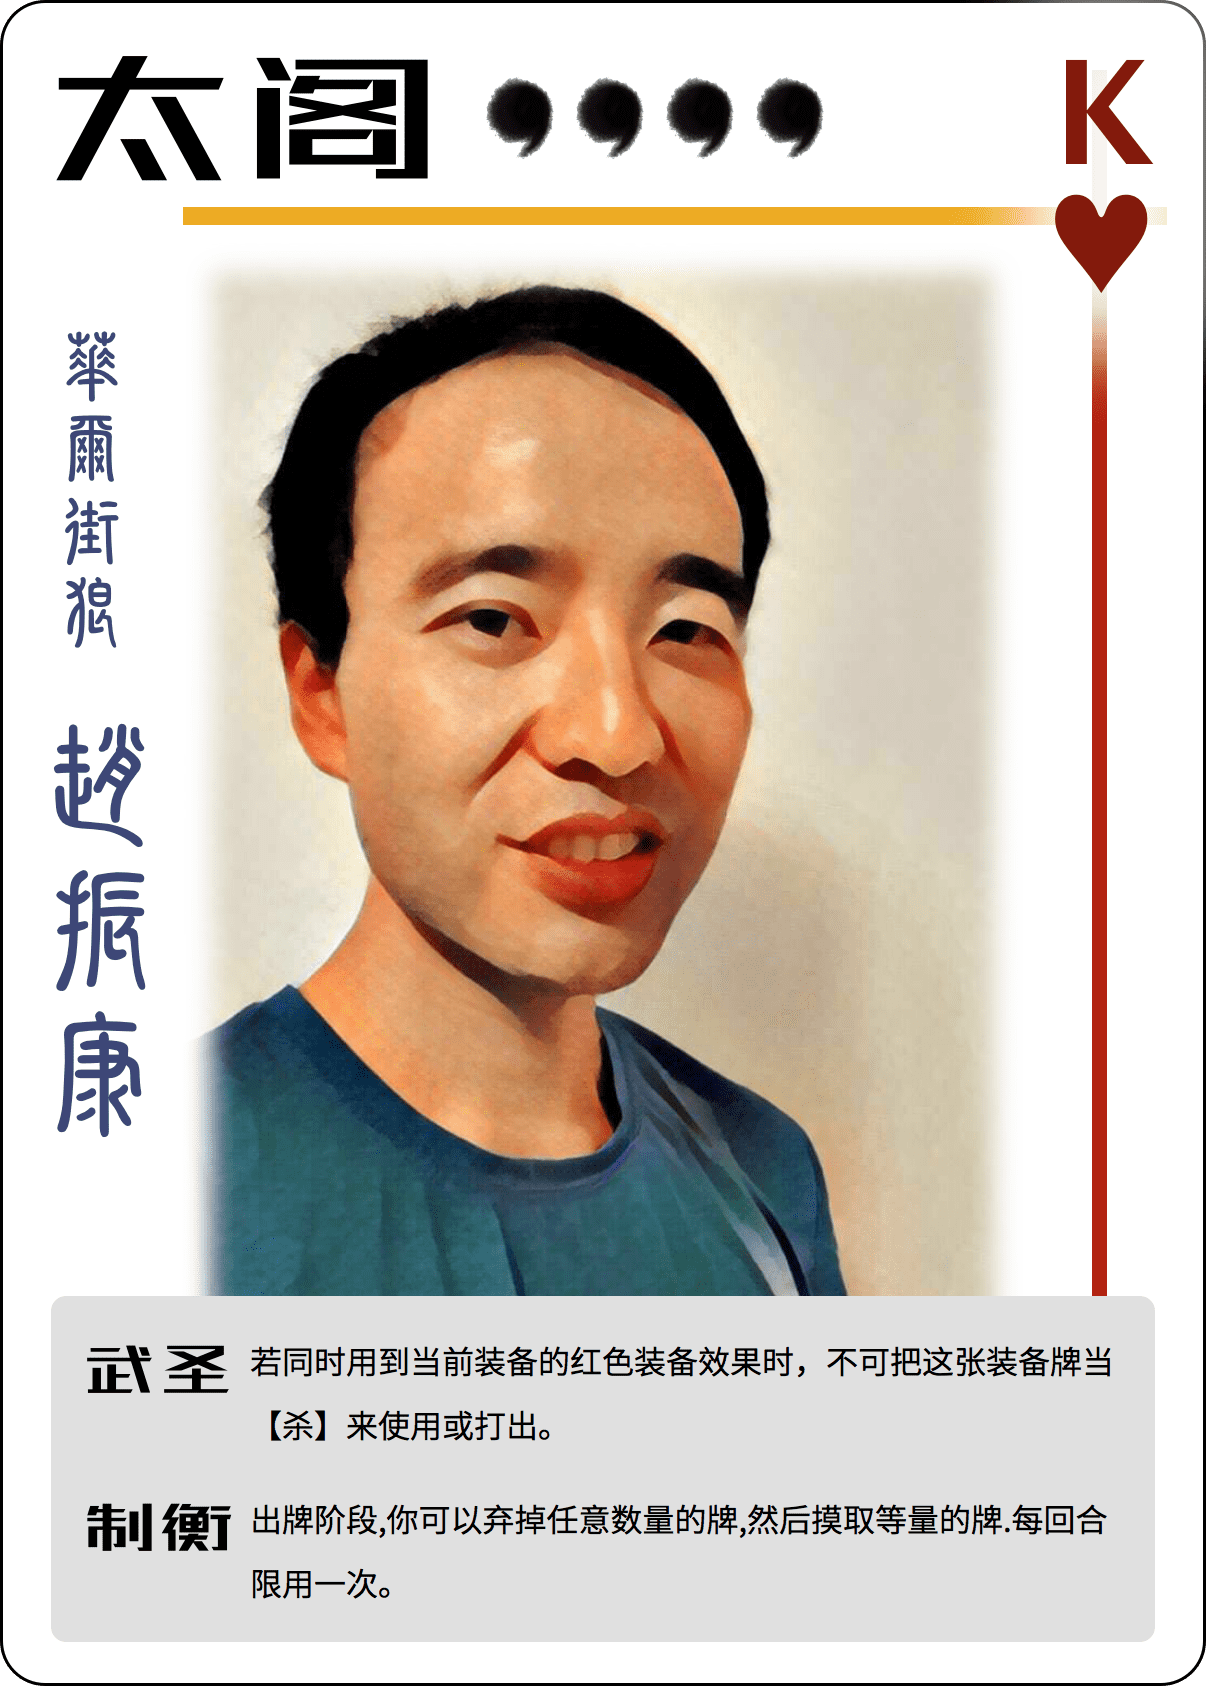 太阁
K
華爾街狼
趙振康
武圣 若同时用到当前装备的红色装备效果时，不可把这张装备牌当
【杀】来使用或打出。
制衡 出牌阶段,你可以弃掉任意数量的牌,然后摸取等量的牌.每回合
限用一次。